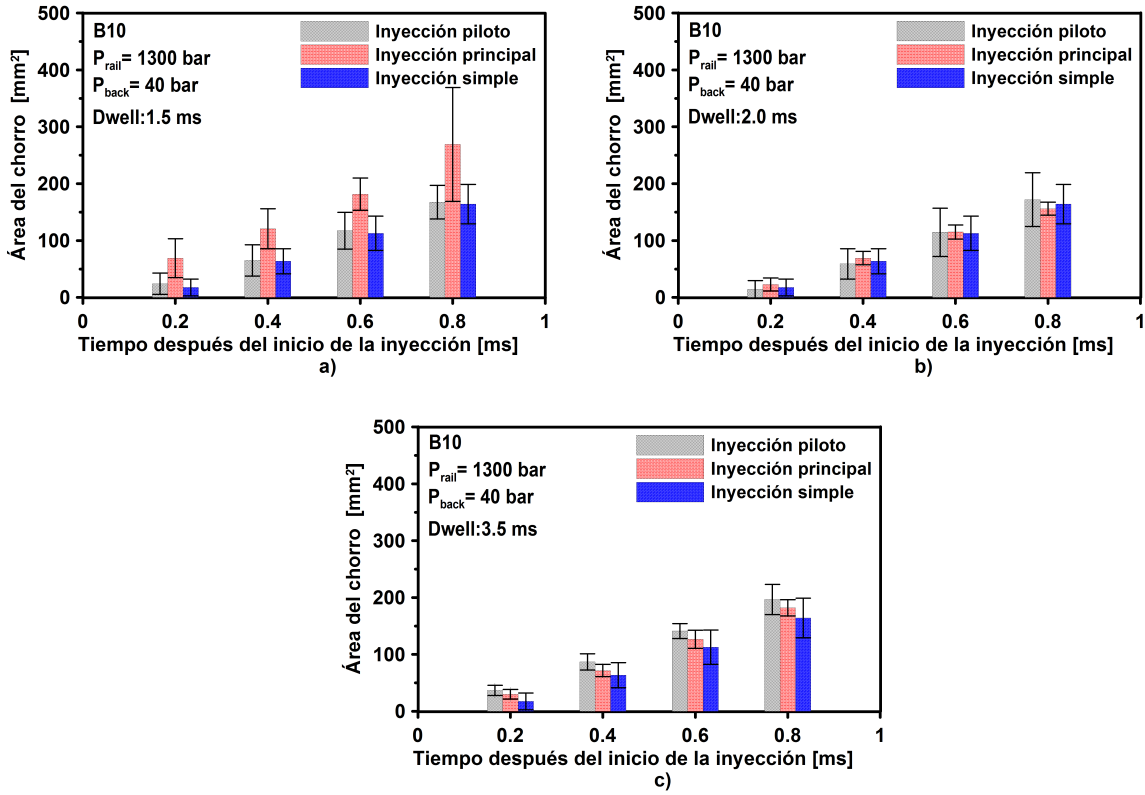 B10
P_rail= 1300 bar
P_back= 40 bar
Dwell:1.5 ms
Inyección piloto
Inyección principal
Inyección simple
Área del chorro [mm²]
500
400
300
200
100
0
0 0.2 0.4 0.6 0.8 1
Tiempo después del inicio de la inyección [ms]
a)
B10
P_rail= 1300 bar
P_back= 40 bar
Dwell:2.0 ms
Inyección piloto
Inyección principal
Inyección simple
Área del chorro [mm²]
500
400
300
200
100
0
0 0.2 0.4 0.6 0.8 1
Tiempo después del inicio de la inyección [ms]
b)
B10
P_rail= 1300 bar
P_back= 40 bar
Dwell:3.5 ms
Inyección piloto
Inyección principal
Inyección simple
Área del chorro [mm²]
500
400
300
200
100
0
0 0.2 0.4 0.6 0.8 1
Tiempo después del inicio de la inyección [ms]
c)